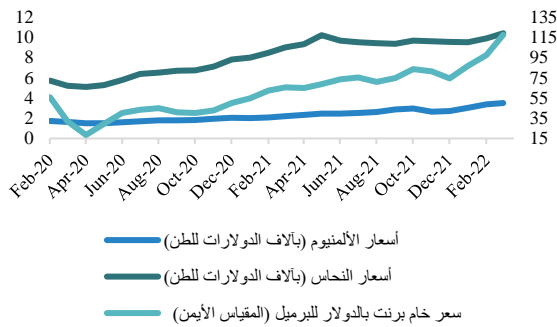 12
10
8
6
4
2
0
135
115
95
75
55
35
15
Feb-20
Apr-20
Jun-20
Aug-20
Oct-20
Dec-20
Feb-21
Apr-21
Jun-21
Aug-21
Oct-21
Dec-21
Feb-22
أسعار الألمنيوم (بآلاف الدولارات للطن)
أسعار النحاس (بآلاف الدولارات للطن)
سعر خام برنت بالدولار للبرميل (المقياس الأيمن)